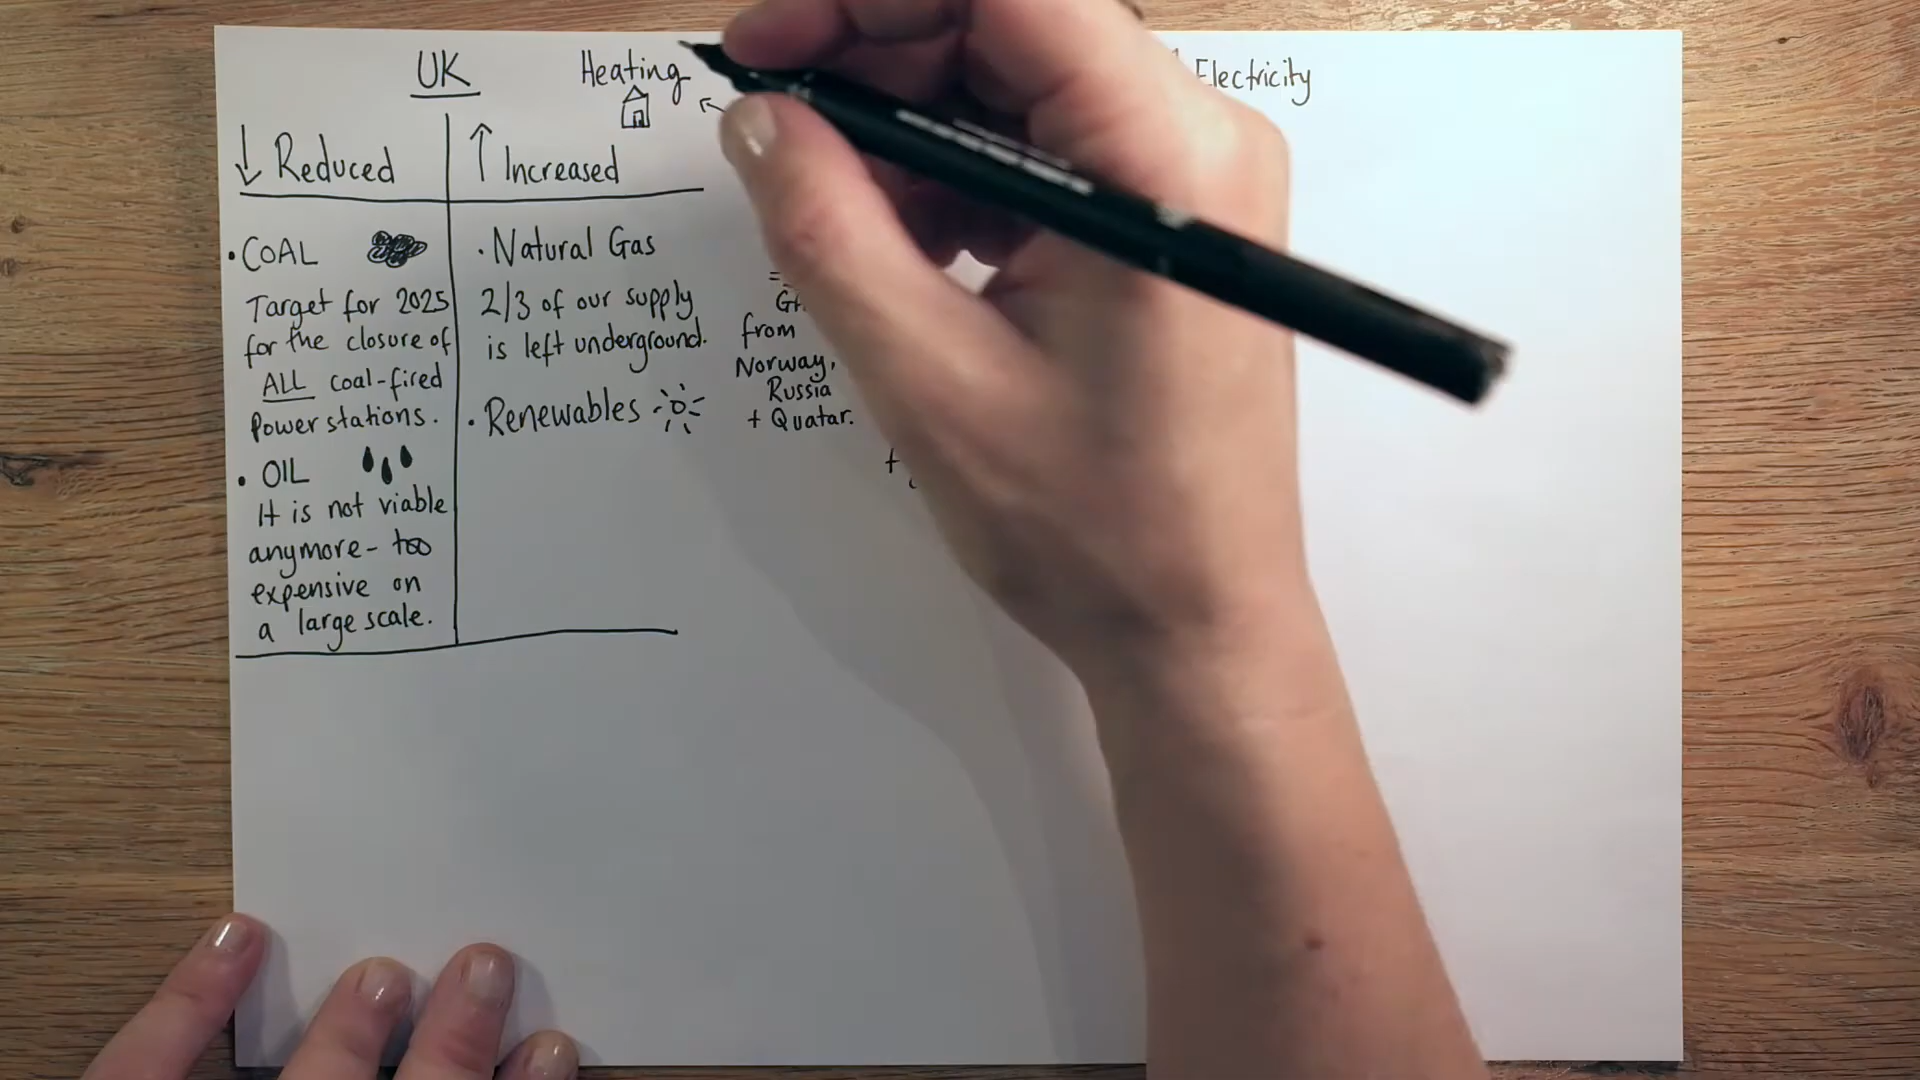 UK
Heating
Electricity
↓ Reduced
↑ Increased
• COAL
Target for 2025
for the closure of
ALL coal-fired
Power stations.
• OIL
It is not viable
anymore - too
expensive on
a large scale.
• Natural Gas
2/3 of our supply
is left underground.
• Renewables
from
Norway,
Russia
+ Quatar.
+